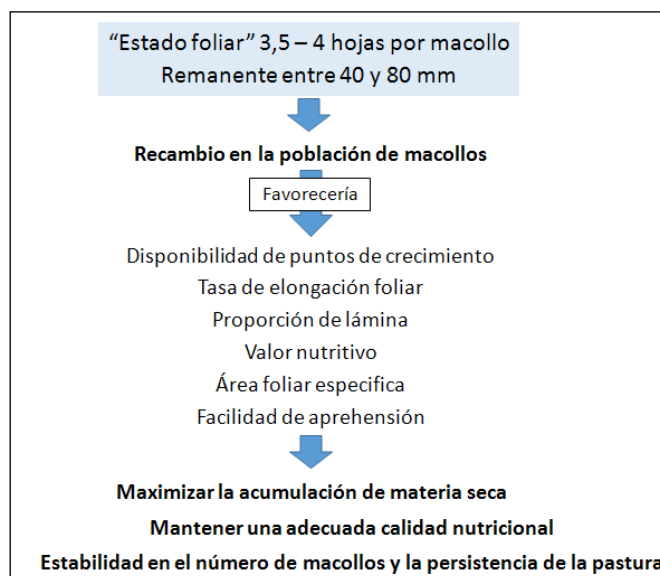 “Estado foliar” 3,5 – 4 hojas por macollo
Remanente entre 40 y 80 mm
Recambio en la población de macollos
Favorecería
Disponibilidad de puntos de crecimiento
Tasa de elongación foliar
Proporción de lámina
Valor nutritivo
Área foliar especifica
Facilidad de aprehensión
Maximizar la acumulación de materia seca
Mantener una adecuada calidad nutricional
Estabilidad en el número de macollos y la persistencia de la pastura